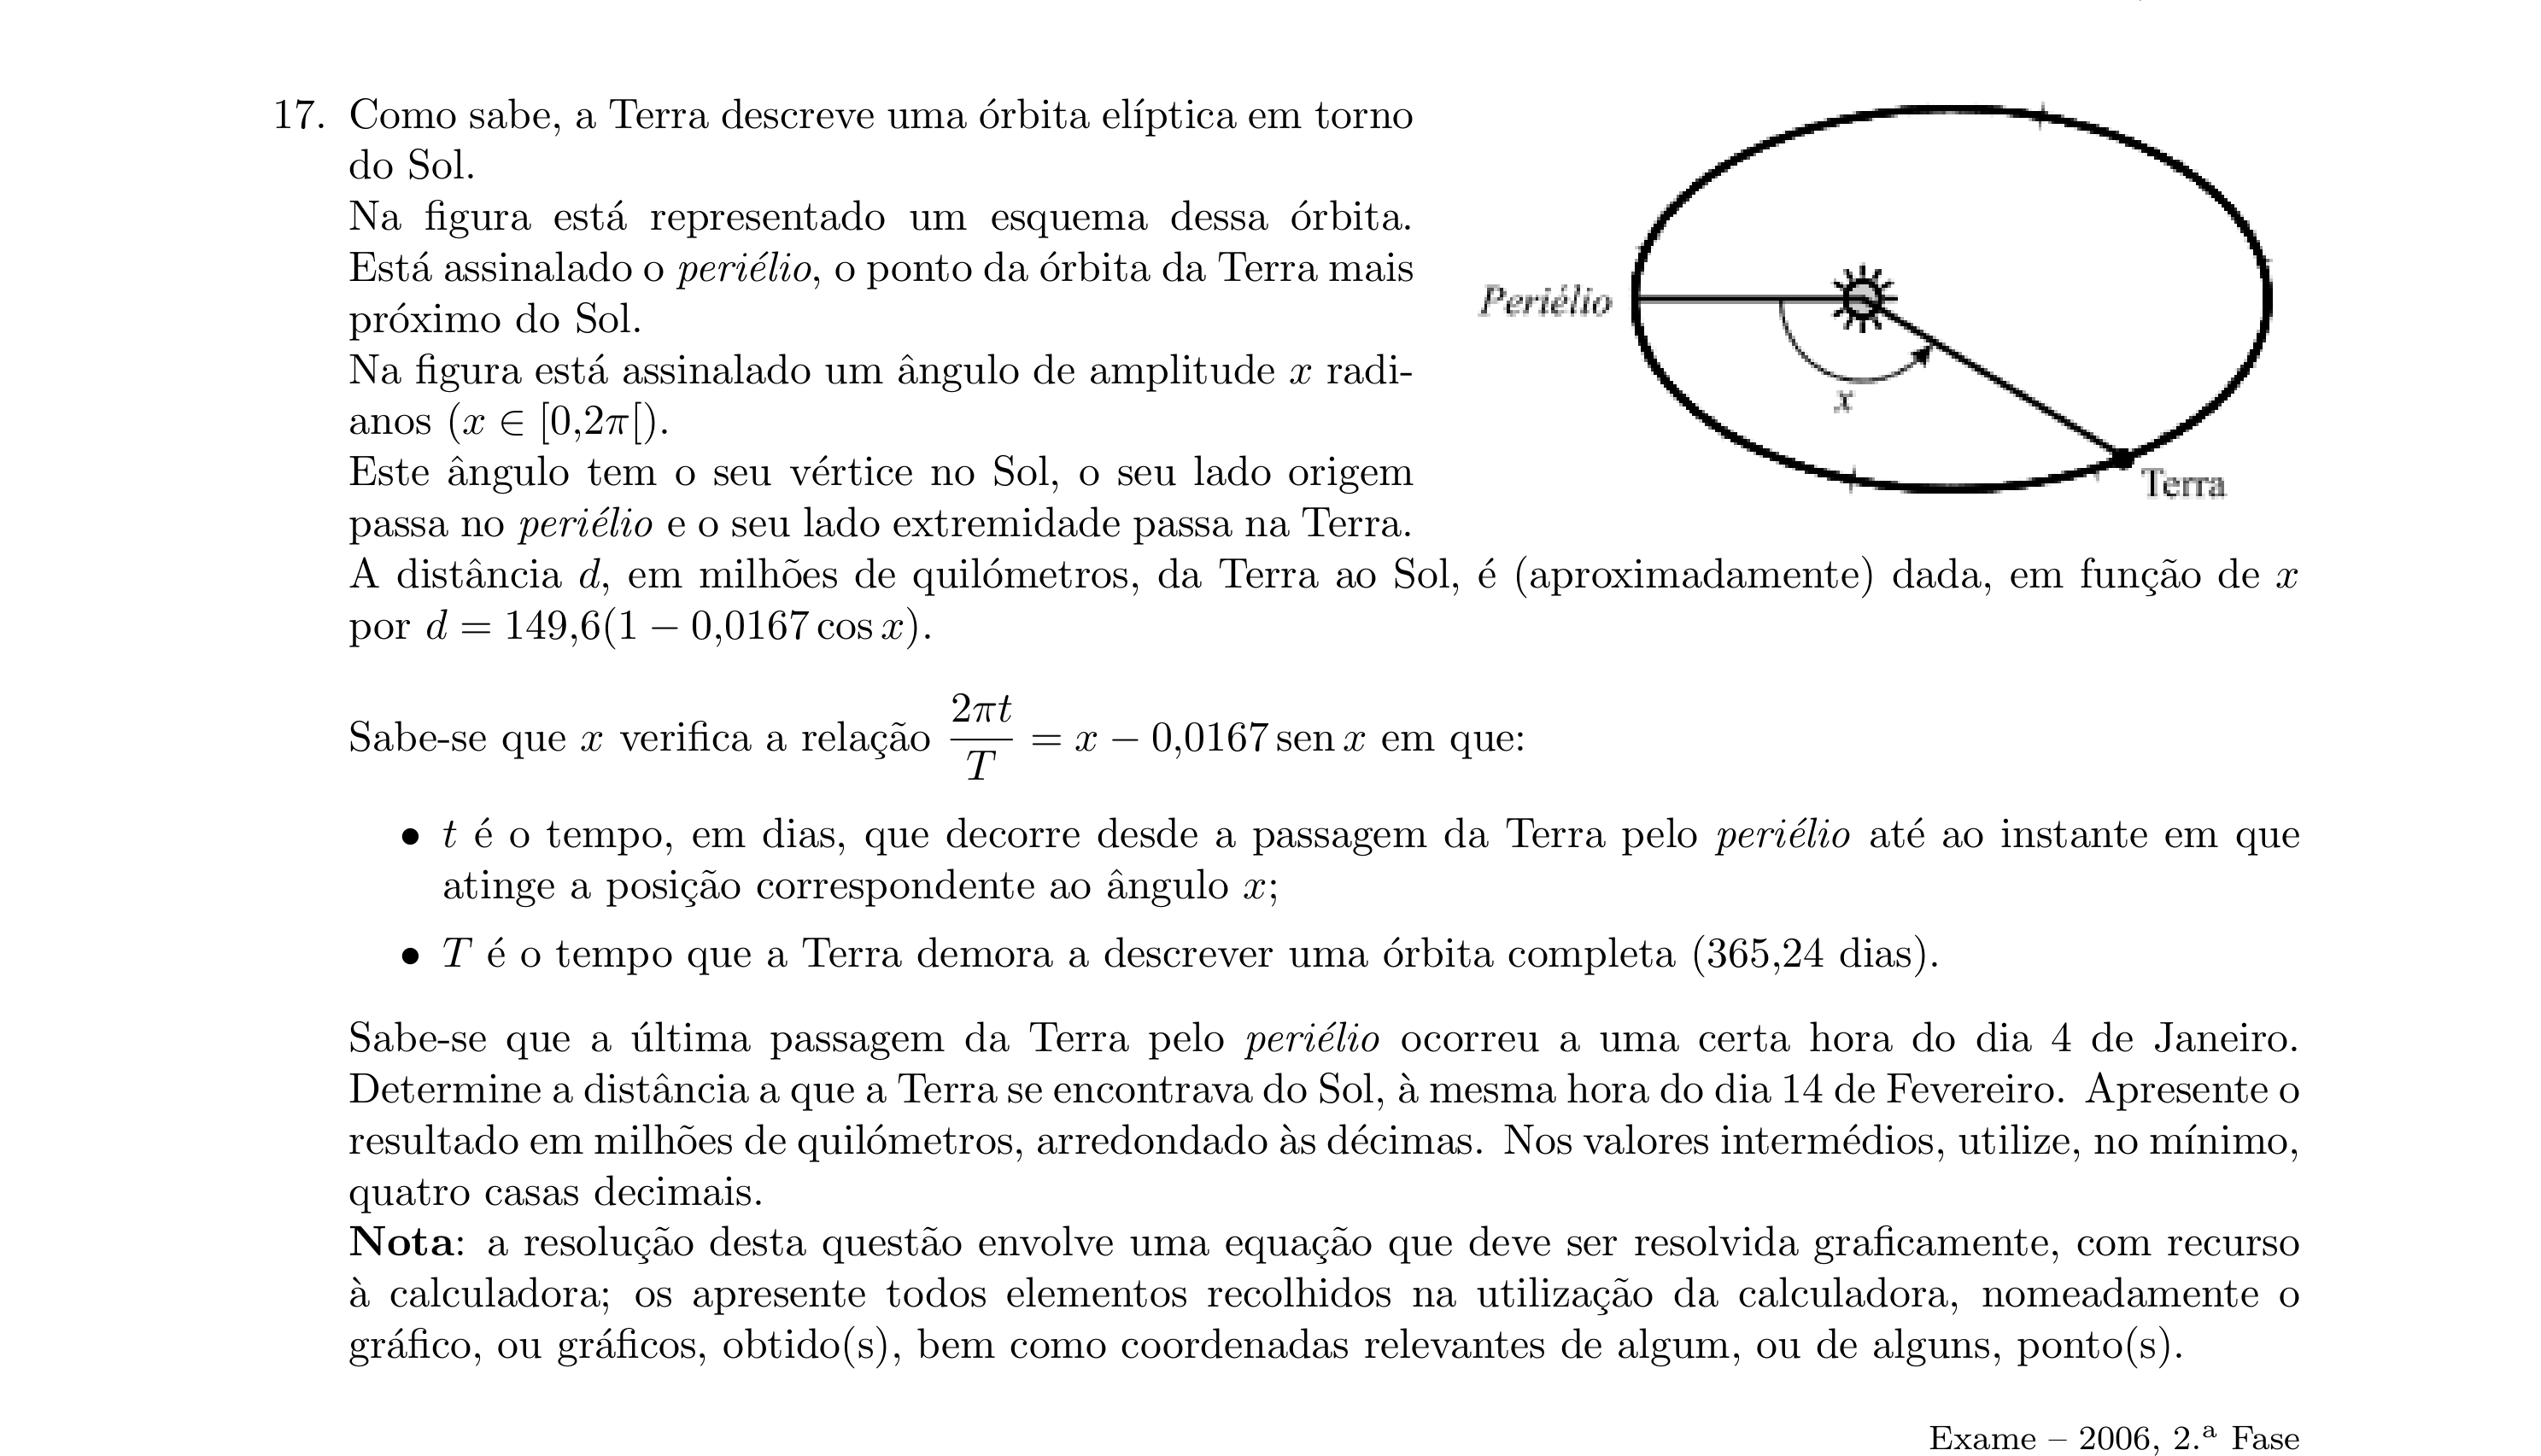 17. Como sabe, a Terra descreve uma órbita elíptica em torno
do Sol.
Na figura está representado um esquema dessa órbita.
Está assinalado o periélio, o ponto da órbita da Terra mais
próximo do Sol.
Na figura está assinalado um ângulo de amplitude x radi-
anos (x ∈ [0,2π[).
Este ângulo tem o seu vértice no Sol, o seu lado origem
passa no periélio e o seu lado extremidade passa na Terra.
Periélio
x
Terra
A distância d, em milhões de quilómetros, da Terra ao Sol, é (aproximadamente) dada, em função de x
por d = 149,6(1 − 0,0167 cos x).
Sabe-se que x verifica a relação 2πt/T = x − 0,0167 sen x em que:
• t é o tempo, em dias, que decorre desde a passagem da Terra pelo periélio até ao instante em que
atinge a posição correspondente ao ângulo x;
• T é o tempo que a Terra demora a descrever uma órbita completa (365,24 dias).
Sabe-se que a última passagem da Terra pelo periélio ocorreu a uma certa hora do dia 4 de Janeiro.
Determine a distância a que a Terra se encontrava do Sol, à mesma hora do dia 14 de Fevereiro. Apresente o
resultado em milhões de quilómetros, arredondado às décimas. Nos valores intermédios, utilize, no mínimo,
quatro casas decimais.
Nota: a resolução desta questão envolve uma equação que deve ser resolvida graficamente, com recurso
à calculadora; os apresente todos elementos recolhidos na utilização da calculadora, nomeadamente o
gráfico, ou gráficos, obtido(s), bem como coordenadas relevantes de algum, ou de alguns, ponto(s).
Exame – 2006, 2.ª Fase